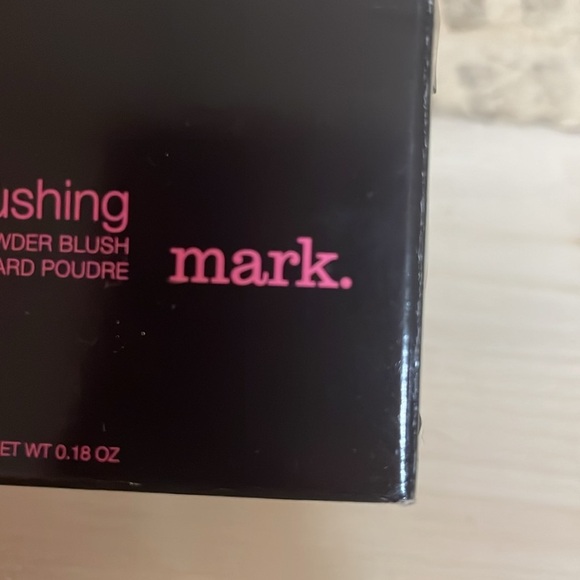 ushing
WDER BLUSH
ARD POUDRE
mark.
ET WT 0.18 OZ